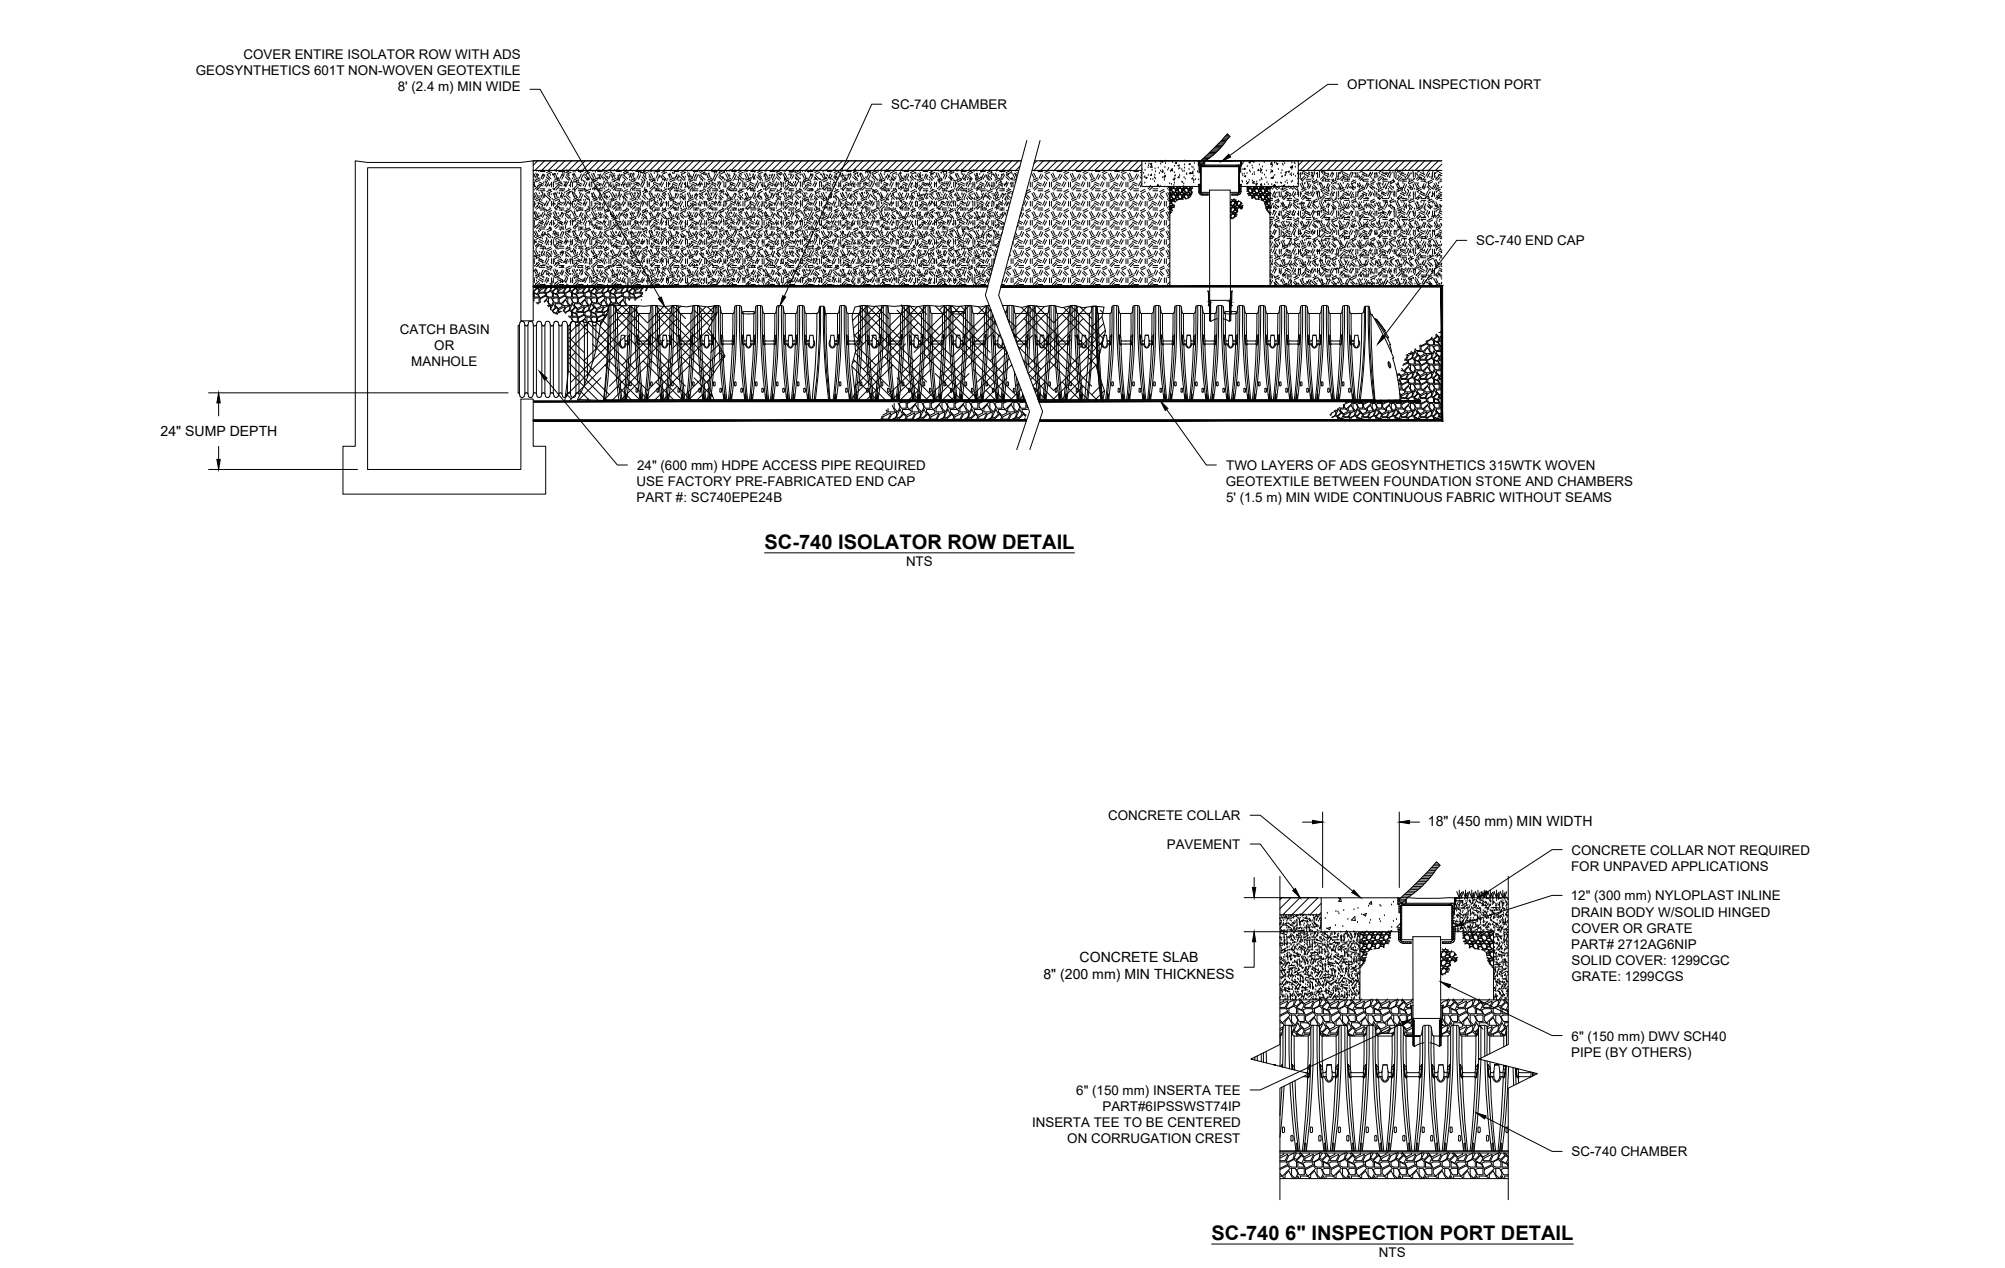 COVER ENTIRE ISOLATOR ROW WITH ADS
GEOSYNTHETICS 601T NON-WOVEN GEOTEXTILE
8' (2.4 m) MIN WIDE
SC-740 CHAMBER
OPTIONAL INSPECTION PORT
SC-740 END CAP
CATCH BASIN
OR
MANHOLE
24" SUMP DEPTH
24" (600 mm) HDPE ACCESS PIPE REQUIRED
USE FACTORY PRE-FABRICATED END CAP
PART #: SC740EPE24B
TWO LAYERS OF ADS GEOSYNTHETICS 315WTK WOVEN
GEOTEXTILE BETWEEN FOUNDATION STONE AND CHAMBERS
5' (1.5 m) MIN WIDE CONTINUOUS FABRIC WITHOUT SEAMS
SC-740 ISOLATOR ROW DETAIL
NTS
CONCRETE COLLAR
PAVEMENT
18" (450 mm) MIN WIDTH
CONCRETE COLLAR NOT REQUIRED
FOR UNPAVED APPLICATIONS
12" (300 mm) NYLOPLAST INLINE
DRAIN BODY W/SOLID HINGED
COVER OR GRATE
PART# 2712AG6NIP
SOLID COVER: 1299CGC
GRATE: 1299CGS
CONCRETE SLAB
8" (200 mm) MIN THICKNESS
6" (150 mm) DWV SCH40
PIPE (BY OTHERS)
6" (150 mm) INSERTA TEE
PART#6IPSSWST74IP
INSERTA TEE TO BE CENTERED
ON CORRUGATION CREST
SC-740 CHAMBER
SC-740 6" INSPECTION PORT DETAIL
NTS